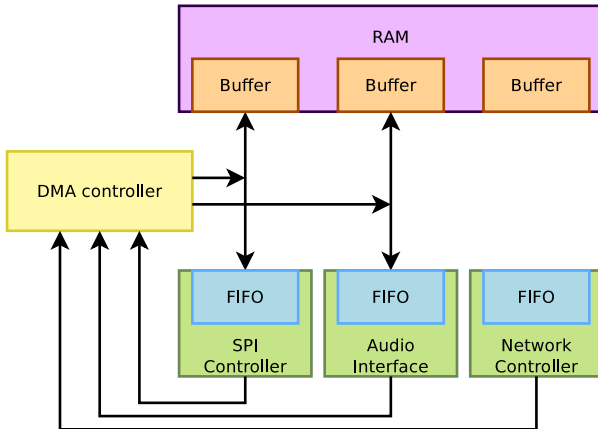 RAM
Buffer
Buffer
Buffer
DMA controller
FIFO
FIFO
FIFO
SPI
Controller
Audio
Interface
Network
Controller